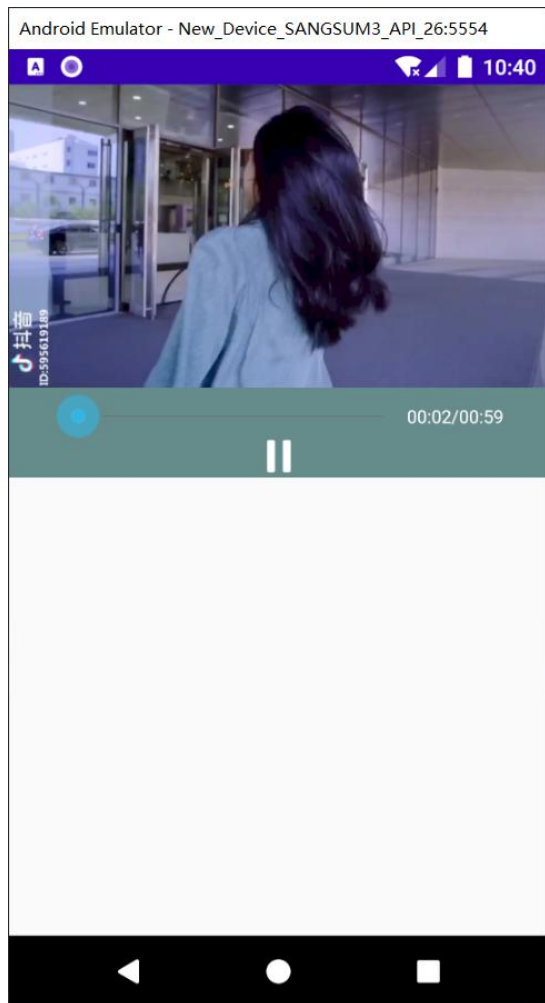 Android Emulator - New_Device_SANGSUM3_API_26:5554
A
10:40
抖音
ID:595619189
00:02/00:59